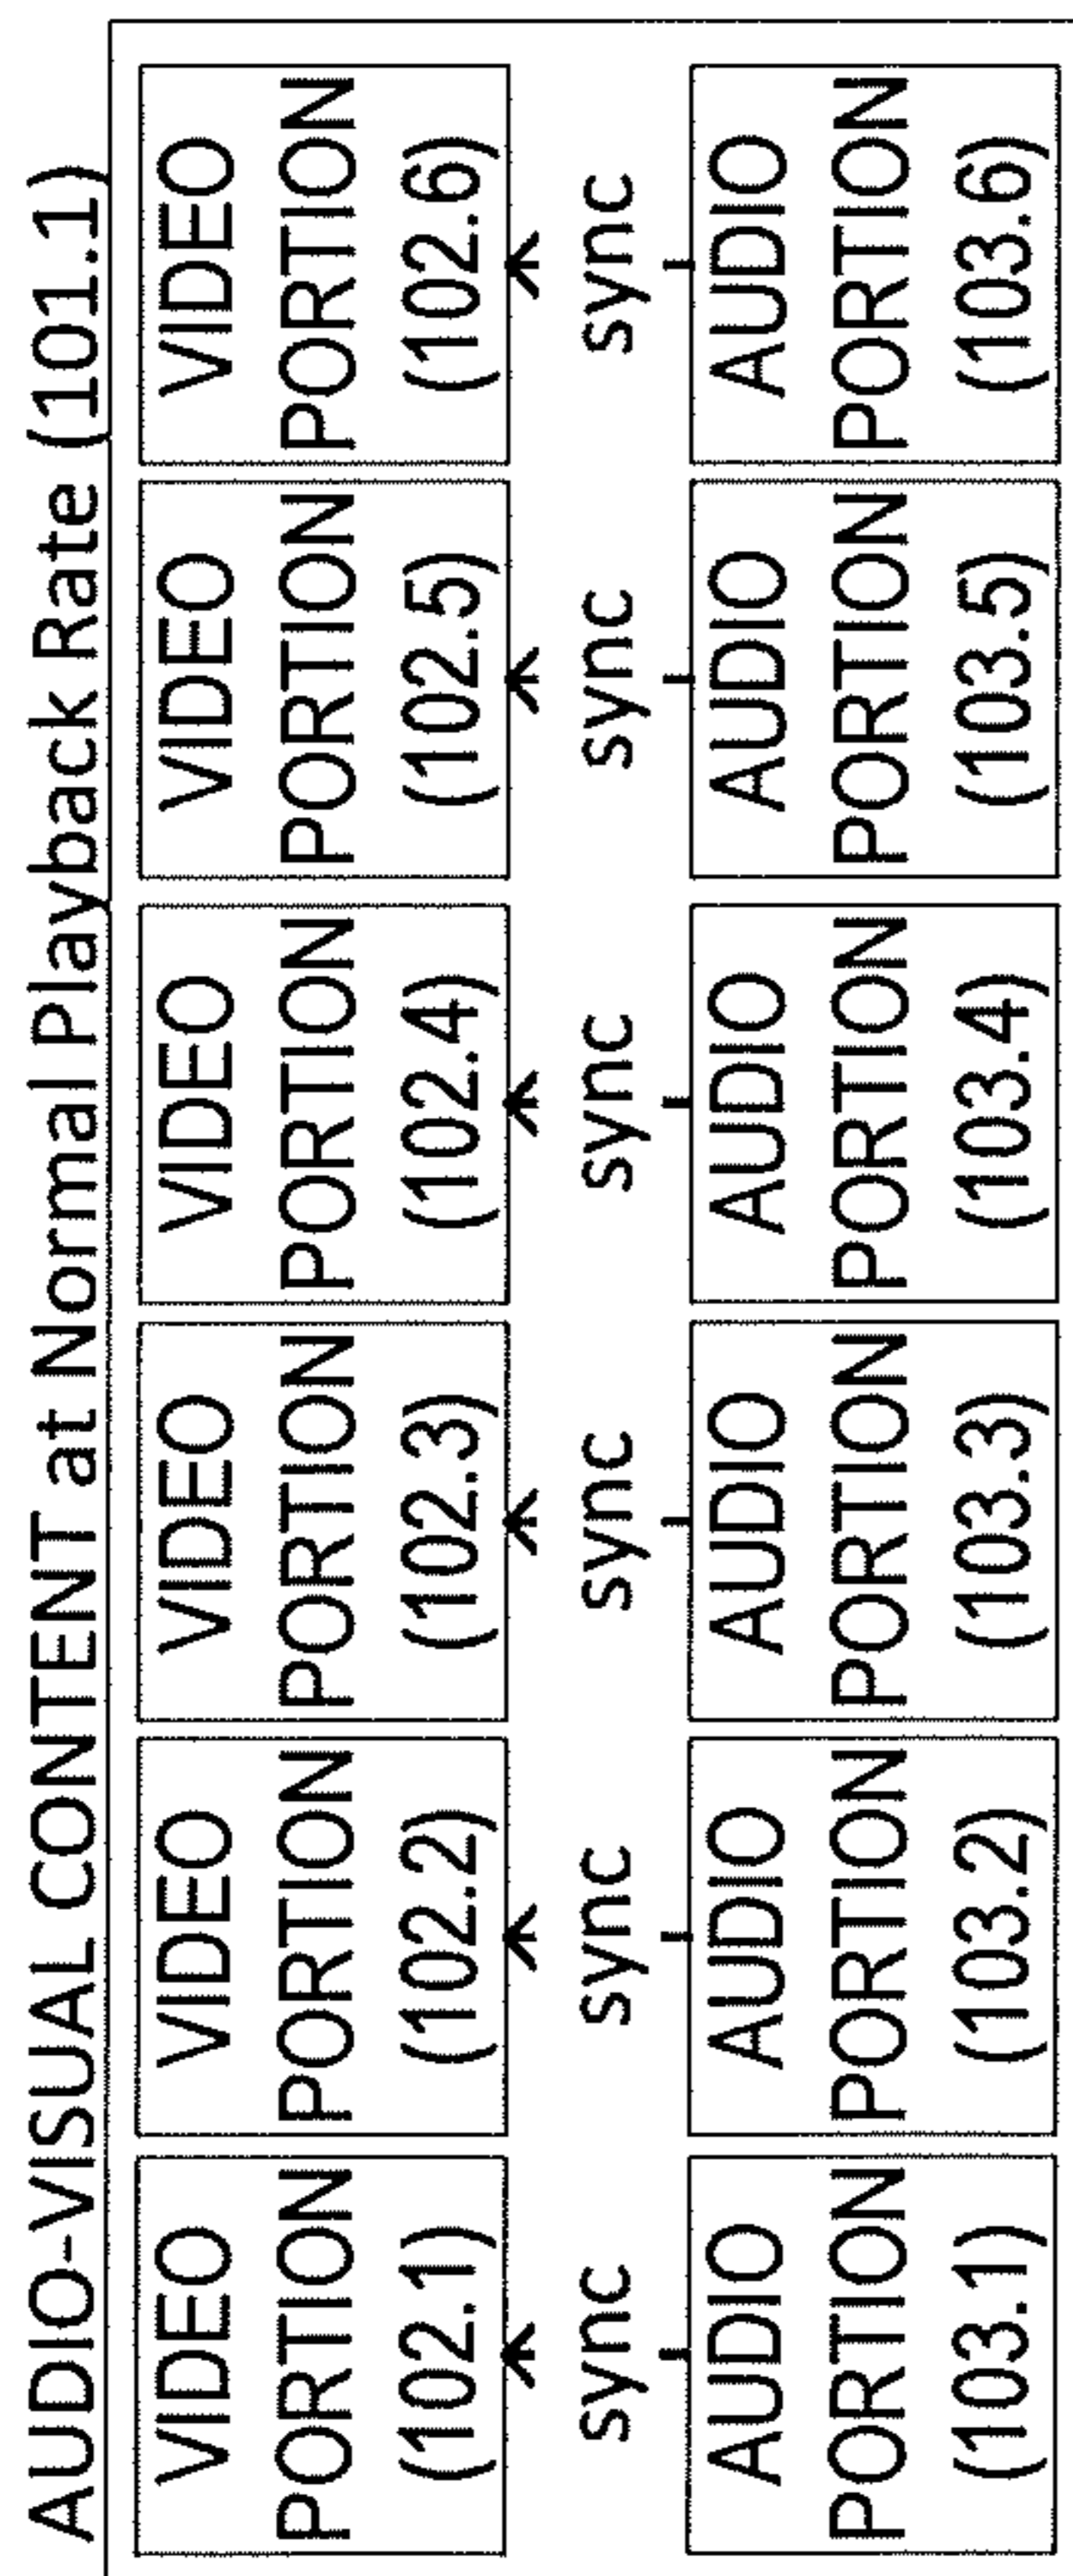 AUDIO-VISUAL CONTENT at Normal Playback Rate (101.1)
VIDEO
PORTION
(102.1)
VIDEO
PORTION
(102.2)
VIDEO
PORTION
(102.3)
VIDEO
PORTION
(102.4)
VIDEO
PORTION
(102.5)
VIDEO
PORTION
(102.6)
sync
sync
sync
sync
sync
sync
AUDIO
PORTION
(103.1)
AUDIO
PORTION
(103.2)
AUDIO
PORTION
(103.3)
AUDIO
PORTION
(103.4)
AUDIO
PORTION
(103.5)
AUDIO
PORTION
(103.6)